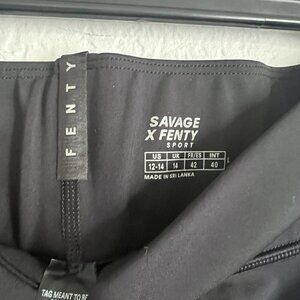 FENTY
SAVAGE
X FENTY
SPORT
US UK FR/ES INT
12-14 14 42 40 L
MADE IN SRI LANKA
TAG MEANT TO BE